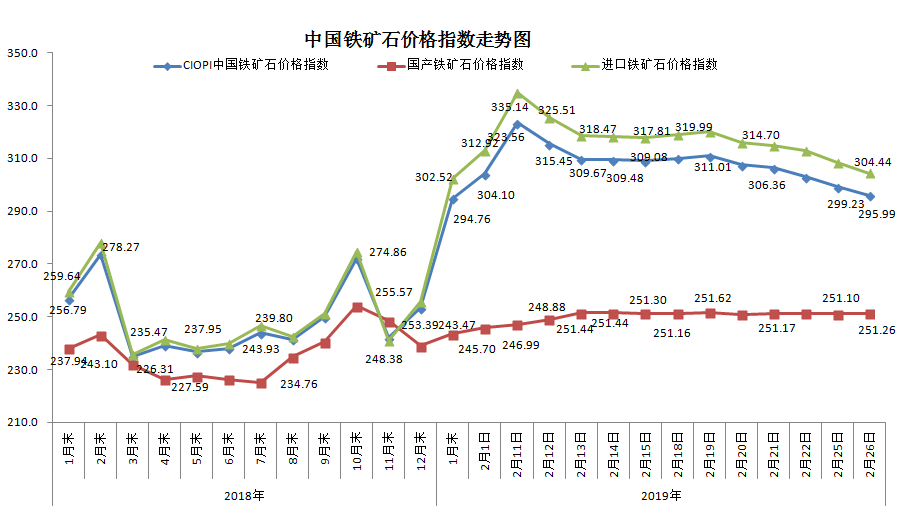 中国铁矿石价格指数走势图
350.0
330.0
310.0
290.0
270.0
250.0
230.0
210.0
CIOPI中国铁矿石价格指数
国产铁矿石价格指数
进口铁矿石价格指数
259.64
256.79
237.94
278.27
243.10
235.47
226.31
237.95
227.59
239.80
243.93
234.76
274.86
255.57
248.38
253.39
302.52
294.76
243.47
312.92
304.10
245.70
335.14
323.56
246.99
325.51
315.45
248.88
318.47
309.67
251.44
309.48
251.44
317.81
309.08
251.30
319.99
251.16
311.01
251.62
314.70
306.36
251.17
299.23
251.10
304.44
295.99
251.26
1月末
2月末
3月末
4月末
5月末
6月末
7月末
8月末
9月末
10月末
11月末
12月末
1月末
2月1日
2月11日
2月12日
2月13日
2月14日
2月15日
2月18日
2月19日
2月20日
2月21日
2月22日
2月25日
2月26日
2018年
2019年